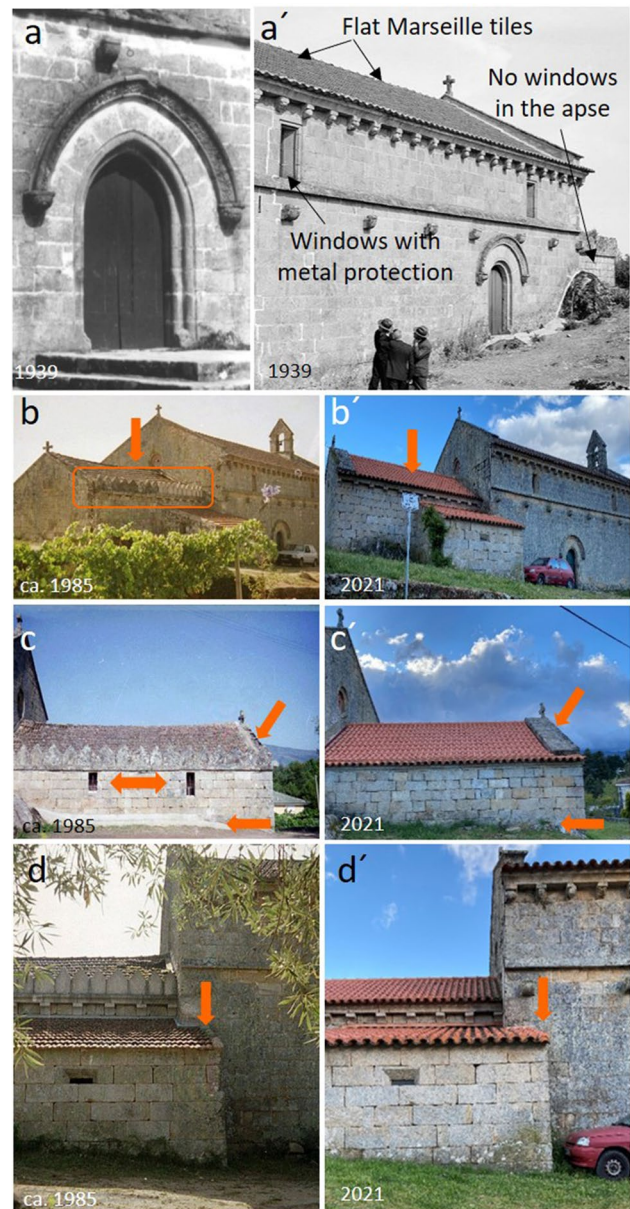 a
1939
a´
Flat Marseille tiles
No windows
in the apse
Windows with
metal protection
1939
b
ca. 1985
b´
2021
c
ca. 1985
c´
2021
d
ca. 1985
d´
2021